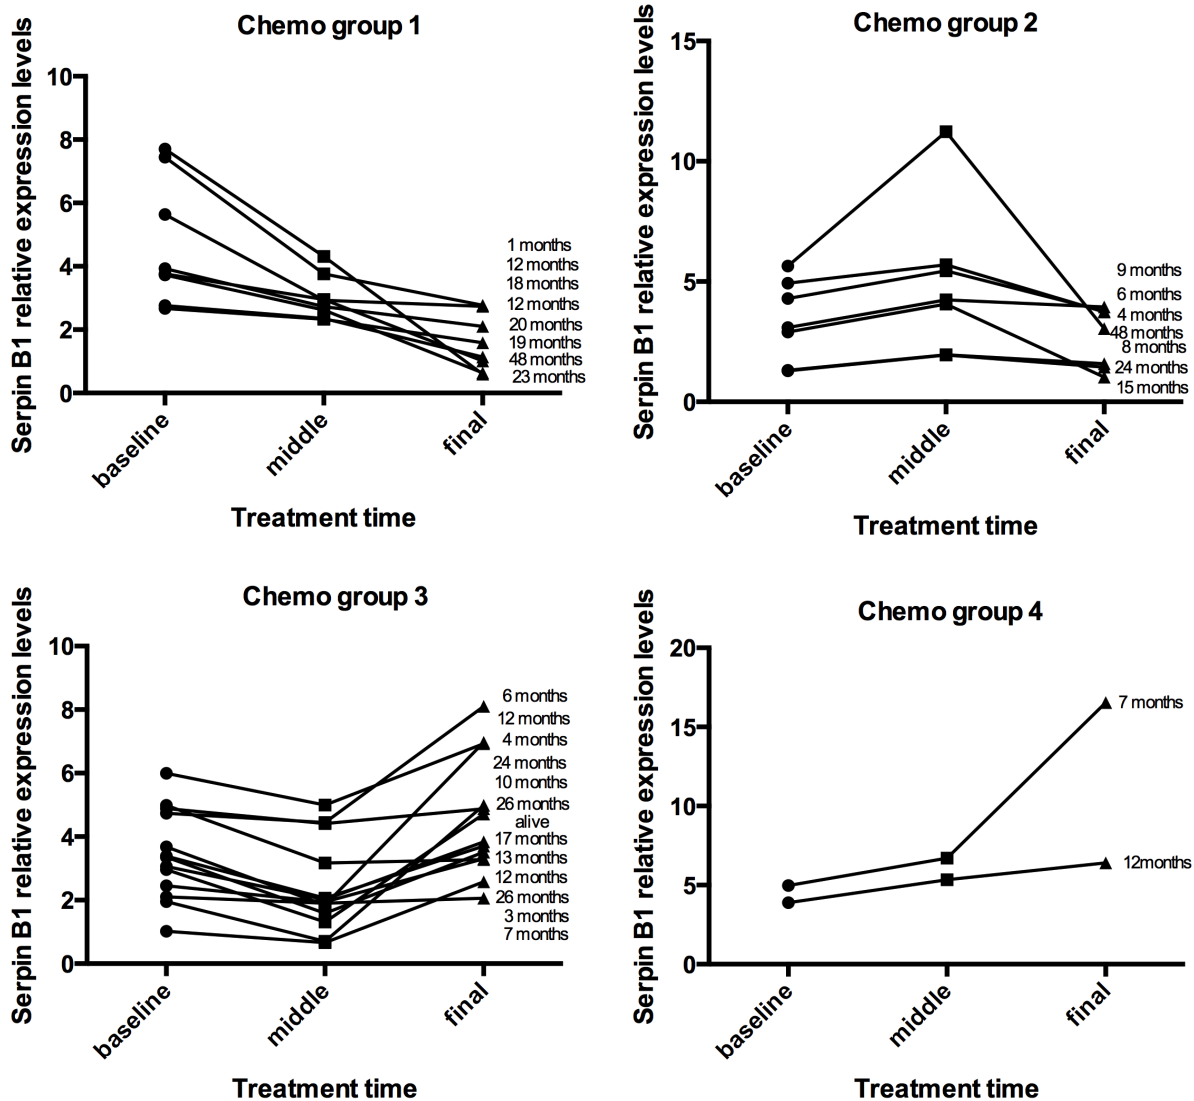 Chemo group 1
Serpin B1 relative expression levels
10
8
6
4
2
0
1 months
12 months
18 months
12 months
20 months
19 months
48 months
23 months
baseline
middle
final
Treatment time
Chemo group 2
Serpin B1 relative expression levels
15
10
5
0
9 months
6 months
4 months
48 months
8 months
24 months
15 months
baseline
middle
final
Treatment time
Chemo group 3
Serpin B1 relative expression levels
10
8
6
4
2
0
6 months
12 months
4 months
24 months
10 months
26 months
alive
17 months
13 months
12 months
26 months
3 months
7 months
baseline
middle
final
Treatment time
Chemo group 4
Serpin B1 relative expression levels
20
15
10
5
0
7 months
12months
baseline
middle
final
Treatment time